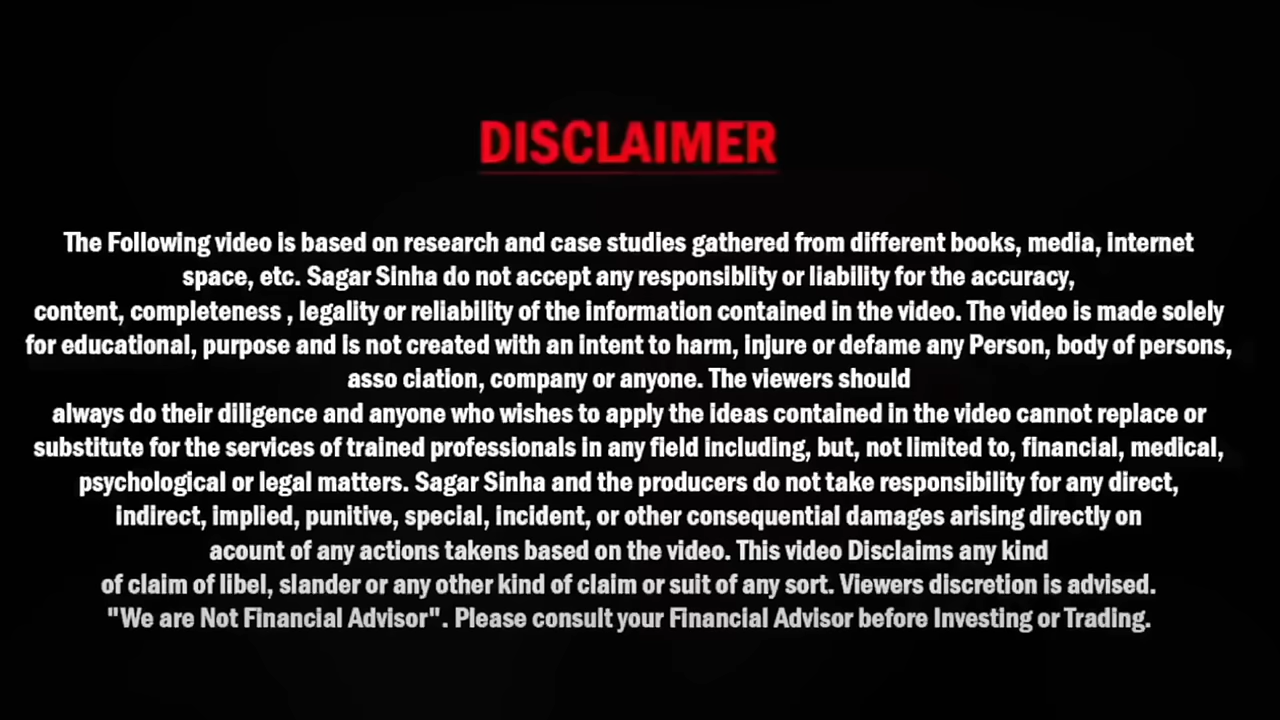 DISCLAIMER
The Following video is based on research and case studies gathered from different books, media, internet
space, etc. Sagar Sinha do not accept any responsiblity or liability for the accuracy,
content, completeness , legality or reliability of the information contained in the video. The video is made solely
for educational, purpose and is not created with an intent to harm, injure or defame any Person, body of persons,
asso ciation, company or anyone. The viewers should
always do their diligence and anyone who wishes to apply the ideas contained in the video cannot replace or
substitute for the services of trained professionals in any field including, but, not limited to, financial, medical,
psychological or legal matters. Sagar Sinha and the producers do not take responsibility for any direct,
indirect, implied, punitive, special, incident, or other consequential damages arising directly on
acount of any actions takens based on the video. This video Disclaims any kind
of claim of libel, slander or any other kind of claim or suit of any sort. Viewers discretion is advised.
"We are Not Financial Advisor". Please consult your Financial Advisor before Investing or Trading.